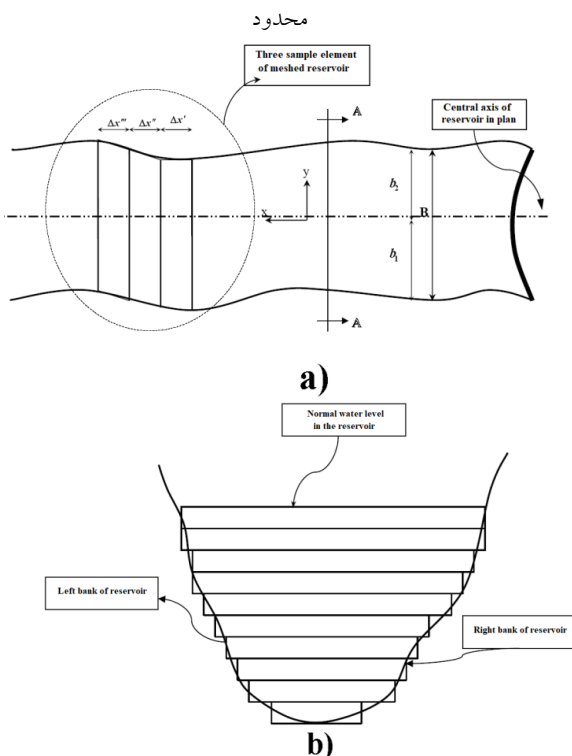 محدود
Three sample element
of meshed reservoir
Δx''' Δx'' Δx'
A
Central axis of
reservoir in plan
y
b₂
x
B
b₁
A
a)
Normal water level
in the reservoir
Left bank of reservoir
Right bank of reservoir
b)